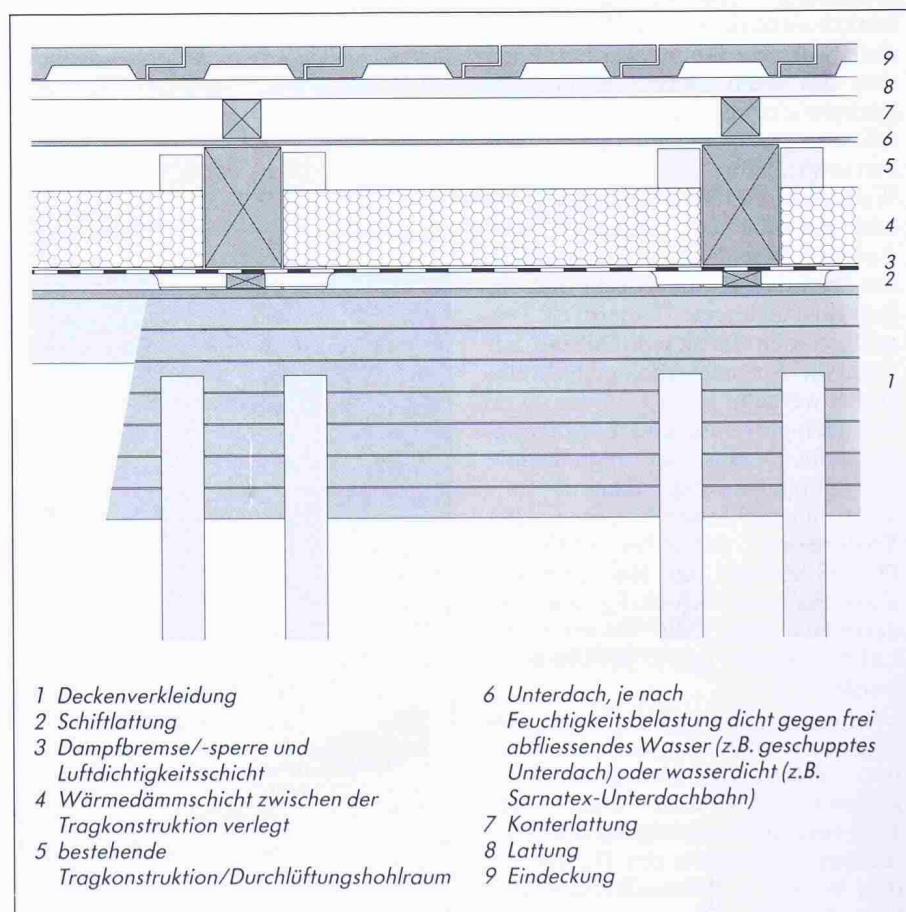 9
8
7
6
5
4
3
2
1
1 Deckenverkleidung
2 Schiftlattung
3 Dampfbremse/-sperre und
Luftdichtigkeitsschicht
4 Wärmedämmschicht zwischen der
Tragkonstruktion verlegt
5 bestehende
Tragkonstruktion/Durchlüftungshohlraum
6 Unterdach, je nach
Feuchtigkeitsbelastung dicht gegen frei
abfliessendes Wasser (z.B. geschupptes
Unterdach) oder wasserdicht (z.B.
Sarnatex-Unterdachbahn)
7 Konterlattung
8 Lattung
9 Eindeckung